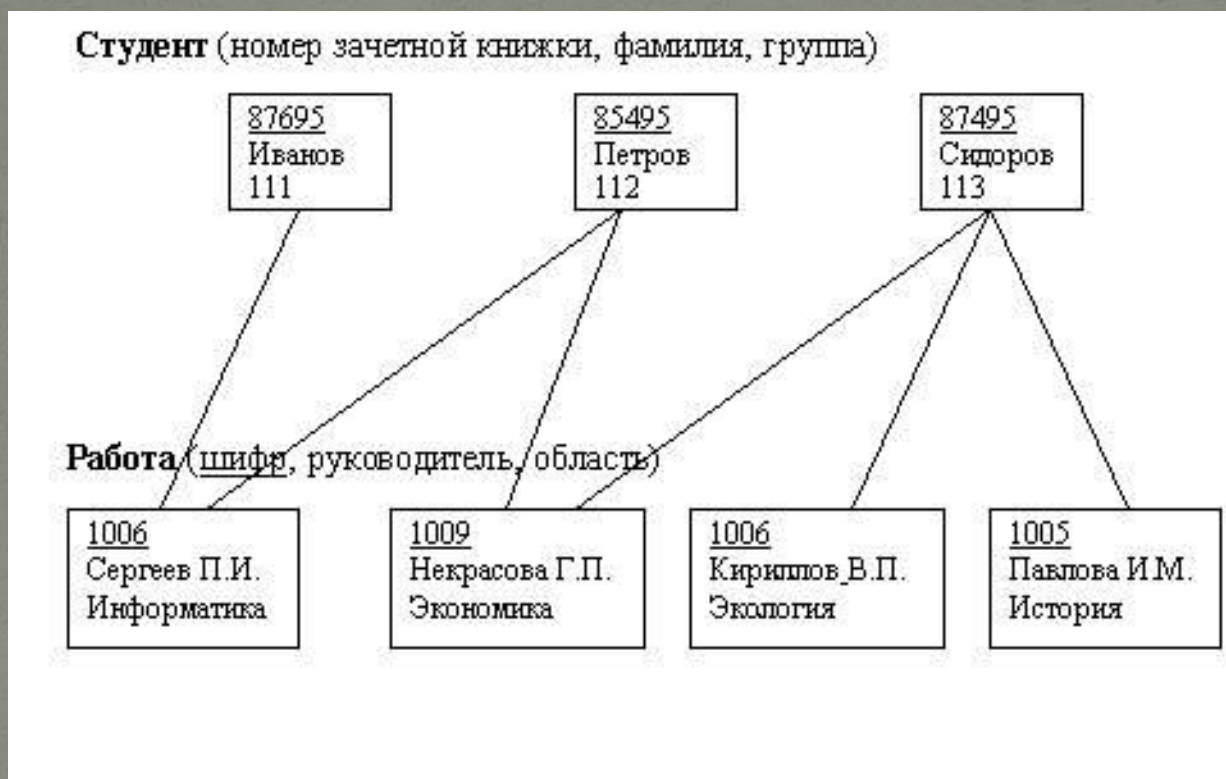 Студент (номер зачетной книжки, фамилия, группа)
87695
Иванов
111
85495
Петров
112
87495
Сидоров
113
Работа (шифр, руководитель, область)
1006
Сергеев П.И.
Информатика
1009
Некрасова Г.П.
Экономика
1006
Кириллов_В.П.
Экология
1005
Павлова И.М.
История